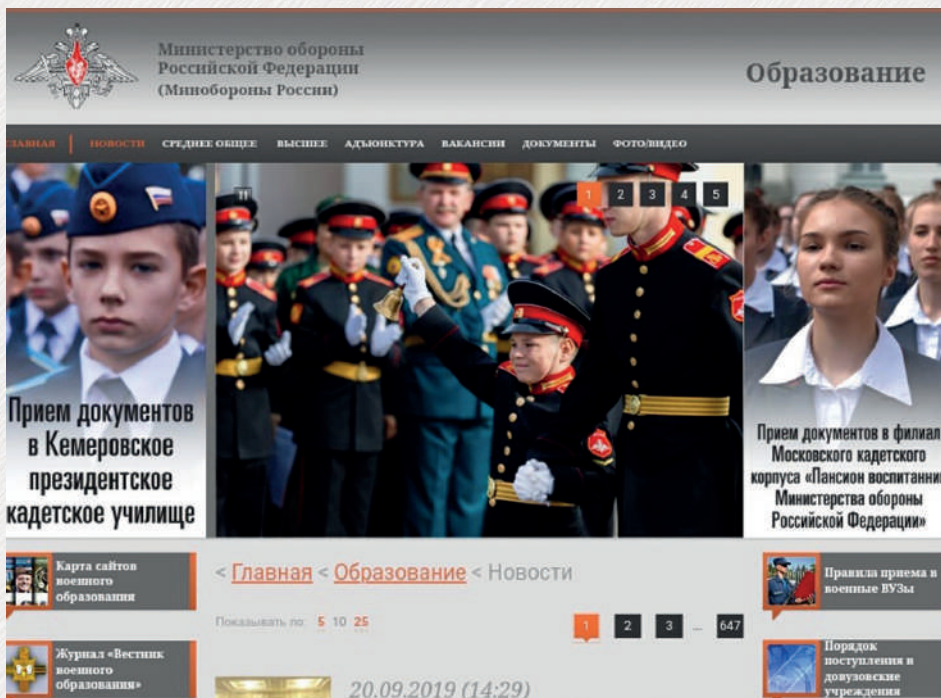 Министерство обороны
Российской Федерации
(Минобороны России)
Образование
ГЛАВНАЯ | НОВОСТИ СРЕДНЕЕ ОБЩЕЕ ВЫСШЕЕ АДЪЮНКТУРА ВАКАНСИИ ДОКУМЕНТЫ ФОТО/ВИДЕО
1 2 3 4 5
Прием документов
в Кемеровское
президентское
кадетское училище
Прием документов в филиал
Московского кадетского
корпуса «Пансион воспитанни
Министерства обороны
Российской Федерации»
Карта сайтов
военного
образования
Журнал «Вестник
военного
образования»
< Главная < Образование < Новости
Показывать по: 5 10 25
1 2 3 ... 647
20.09.2019 (14:29)
Правила приема в
военные ВУЗы
Порядок
поступления в
довузовские
учреждения